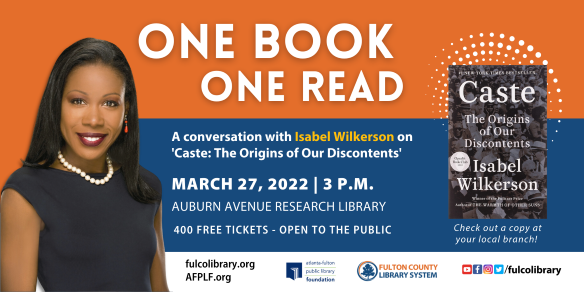 ONE BOOK
ONE READ
A conversation with Isabel Wilkerson on
'Caste: The Origins of Our Discontents'
MARCH 27, 2022 | 3 P.M.
AUBURN AVENUE RESEARCH LIBRARY
400 FREE TICKETS - OPEN TO THE PUBLIC
#1 NEW YORK TIMES BESTSELLER
Caste
The Origins
of Our
Discontents
Isabel
Wilkerson
Winner of the Pulitzer Prize
Author of THE WARMTH OF OTHER SUNS
Check out a copy at
your local branch!
fulcolibrary.org
AFPLF.org
atlanta-fulton
public library
foundation
FULTON COUNTY
LIBRARY SYSTEM
/fulcolibrary